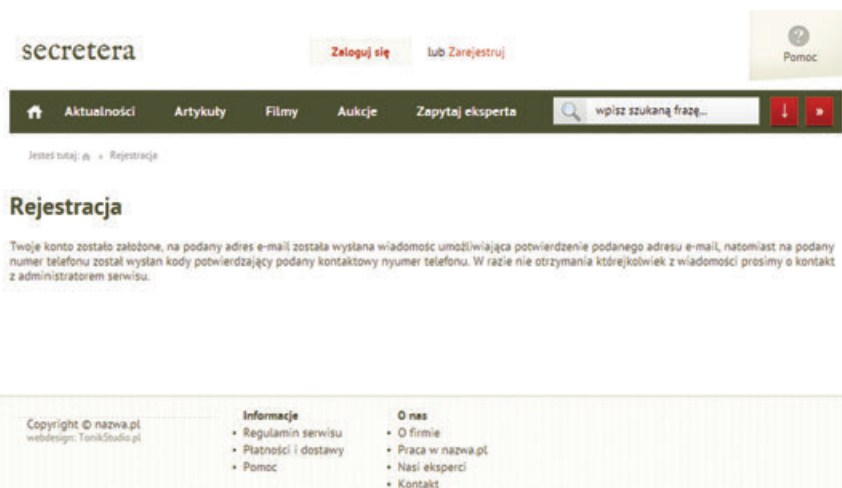 secretera
Zaloguj się lub Zarejestruj
Pomoc
Aktualności Artykuły Filmy Aukcje Zapytaj eksperta wpisz szukaną frazę...
Jesteś tutaj: » Rejestracja
Rejestracja
Twoje konto zostało założone, na podany adres e-mail została wysłana wiadomośc umożliwiająca potwierdzenie podanego adresu e-mail, natomiast na podany
numer telefonu został wysłan kody potwierdzający podany kontaktowy nyumer telefonu. W razie nie otrzymania którejkolwiek z wiadomości prosimy o kontakt
z administratorem serwisu.
Copyright © nazwa.pl
webdesign: TonikStudio.pl
Informacje
• Regulamin serwisu
• Płatności i dostawy
• Pomoc
O nas
• O firmie
• Praca w nazwa.pl
• Nasi eksperci
• Kontakt